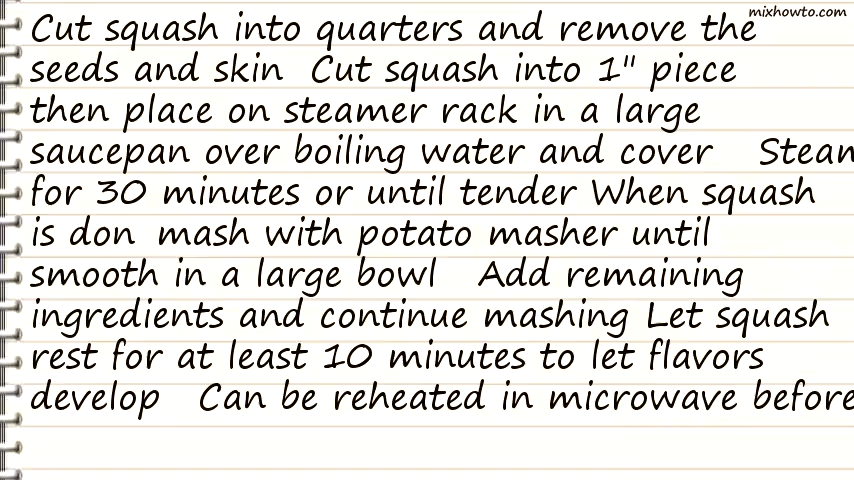 mixhowto.com
Cut squash into quarters and remove the
seeds and skin  Cut squash into 1" piece
then place on steamer rack in a large
saucepan over boiling water and cover    Steam
for 30 minutes or until tender When squash
is don  mash with potato masher until
smooth in a large bowl   Add remaining
ingredients and continue mashing Let squash
rest for at least 10 minutes to let flavors
develop   Can be reheated in microwave before